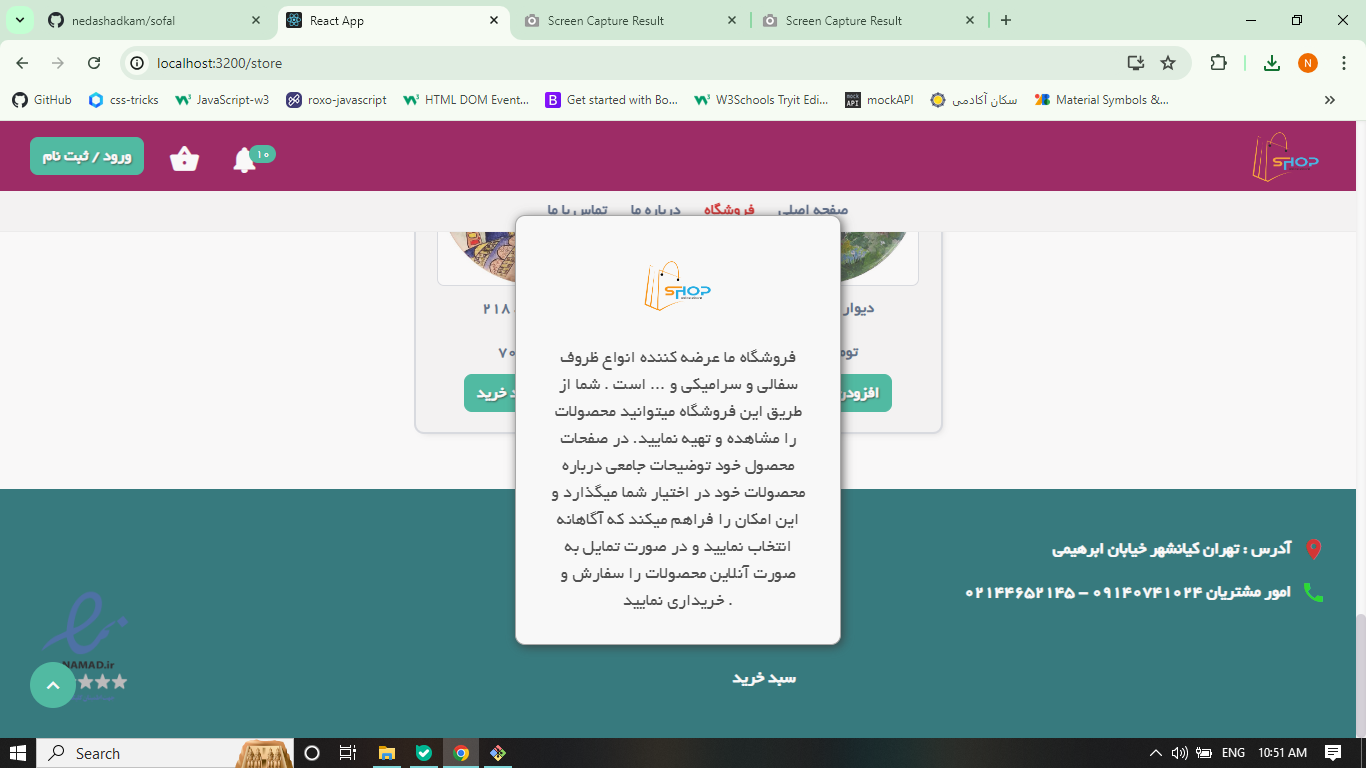 nedashadkam/sofal
React App
Screen Capture Result
Screen Capture Result
localhost:3200/store
GitHub
css-tricks
JavaScript-w3
roxo-javascript
HTML DOM Event...
Get started with Bo...
W3Schools Tryit Edi...
mockAPI
سکان آکادمی
Material Symbols &...
SHOP
۱۰
ورود / ثبت نام
صفحه اصلی
فروشگاه
درباره ما
تماس با ما
دیوار
۲۱۸
توم
۷۰
افزودن
خرید
SHOP
فروشگاه ما عرضه کننده انواع ظروف
سفالی و سرامیکی و ... است . شما از
طریق این فروشگاه میتوانید محصولات
را مشاهده و تهیه نمایید. در صفحات
محصول خود توضیحات جامعی درباره
محصولات خود در اختیار شما میگذارد و
این امکان را فراهم میکند که آگاهانه
انتخاب نمایید و در صورت تمایل به
صورت آنلاین محصولات را سفارش و
خریداری نمایید .
آدرس : تهران کیانشهر خیابان ابرهیمی
امور مشتریان ۰۹۱۴۰۷۴۱۰۲۴ - ۰۲۱۴۴۶۵۲۱۴۵
NAMAD.ir
سبد خرید
Search
ENG
10:51 AM